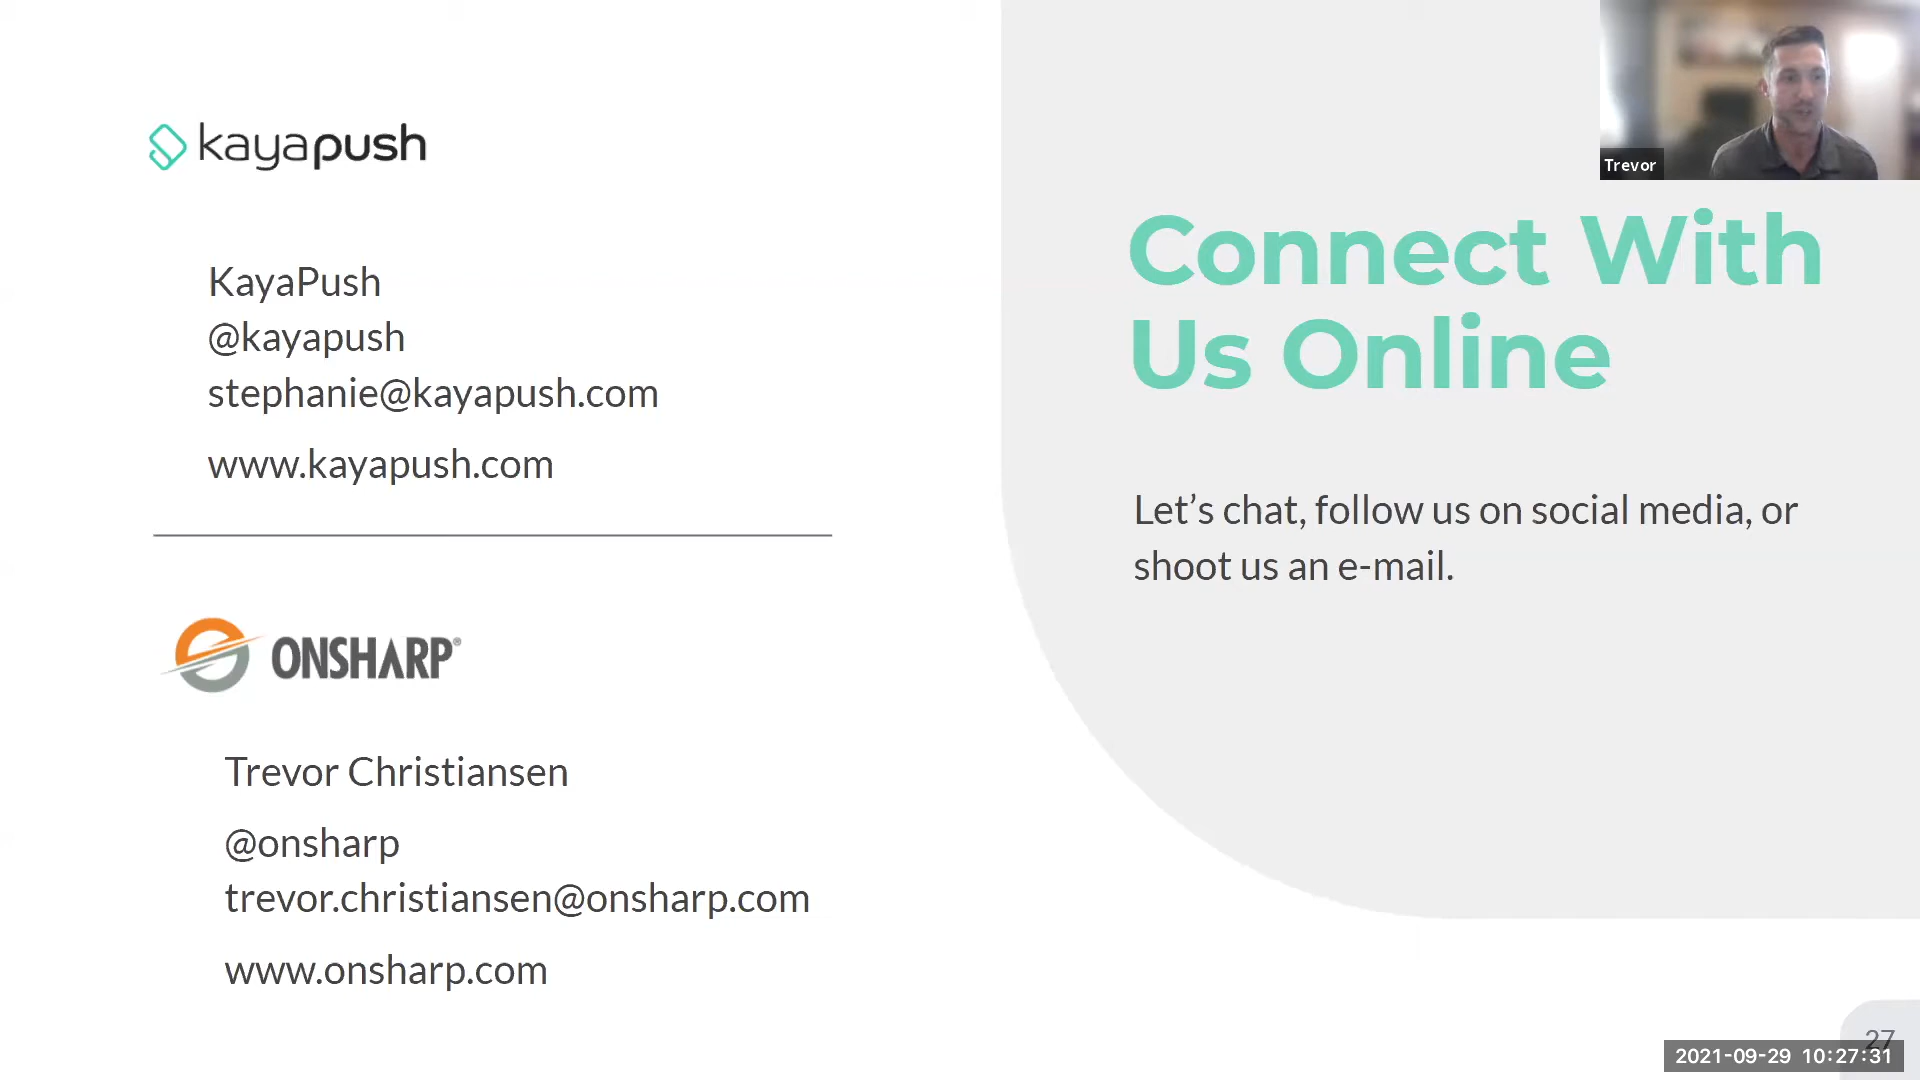 kayapush
KayaPush
@kayapush
stephanie@kayapush.com
www.kayapush.com
ONSHARP®
Trevor Christiansen
@onsharp
trevor.christiansen@onsharp.com
www.onsharp.com
Trevor
Connect With
Us Online
Let’s chat, follow us on social media, or
shoot us an e-mail.
27
2021-09-29 10:27:31